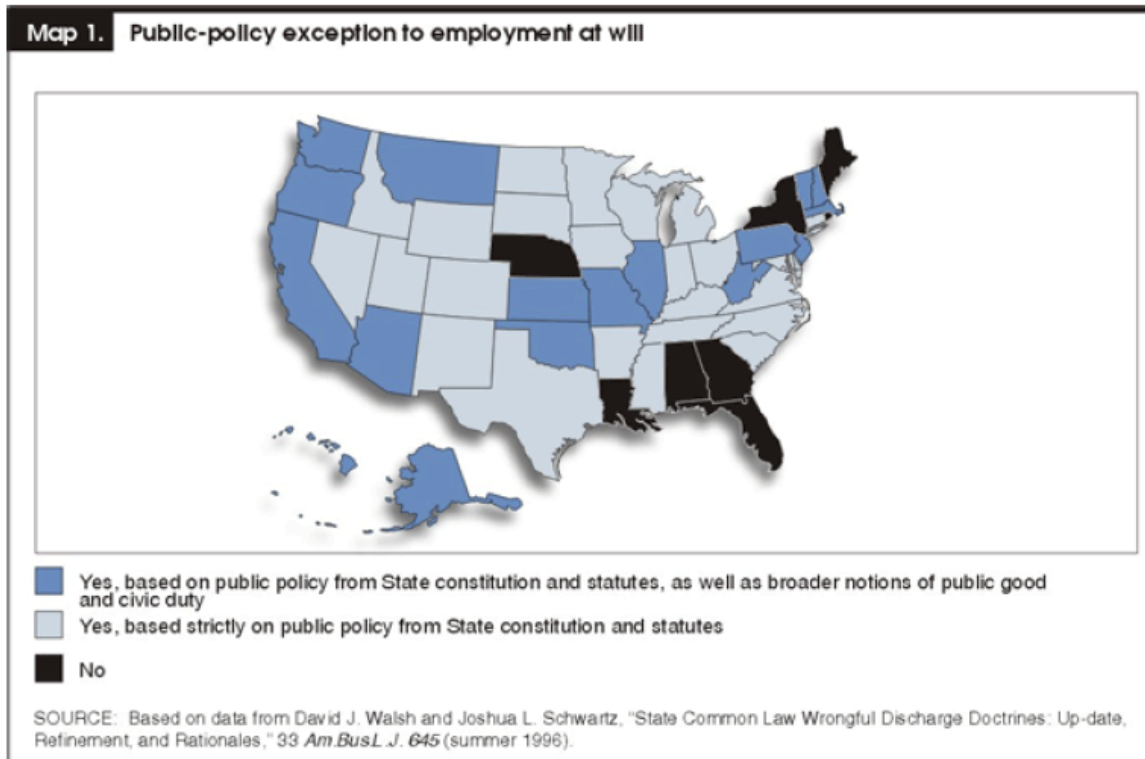 Map 1. Public-policy exception to employment at will
Yes, based on public policy from State constitution and statutes, as well as broader notions of public good
and civic duty
Yes, based strictly on public policy from State constitution and statutes
No
SOURCE: Based on data from David J. Walsh and Joshua L. Schwartz, "State Common Law Wrongful Discharge Doctrines: Up-date,
Refinement, and Rationales," 33 Am.Bus.L.J. 645 (summer 1996).